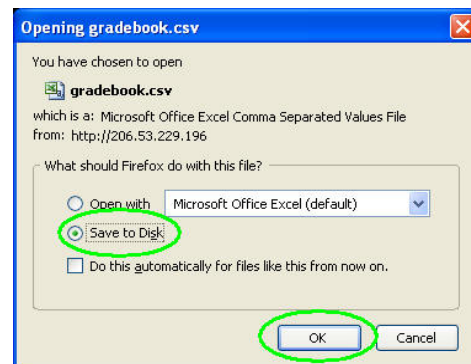 Opening gradebook.csv
You have chosen to open
gradebook.csv
which is a: Microsoft Office Excel Comma Separated Values File
from: http://206.53.229.196
What should Firefox do with this file?
Open with Microsoft Office Excel (default)
Save to Disk
Do this automatically for files like this from now on.
OK Cancel